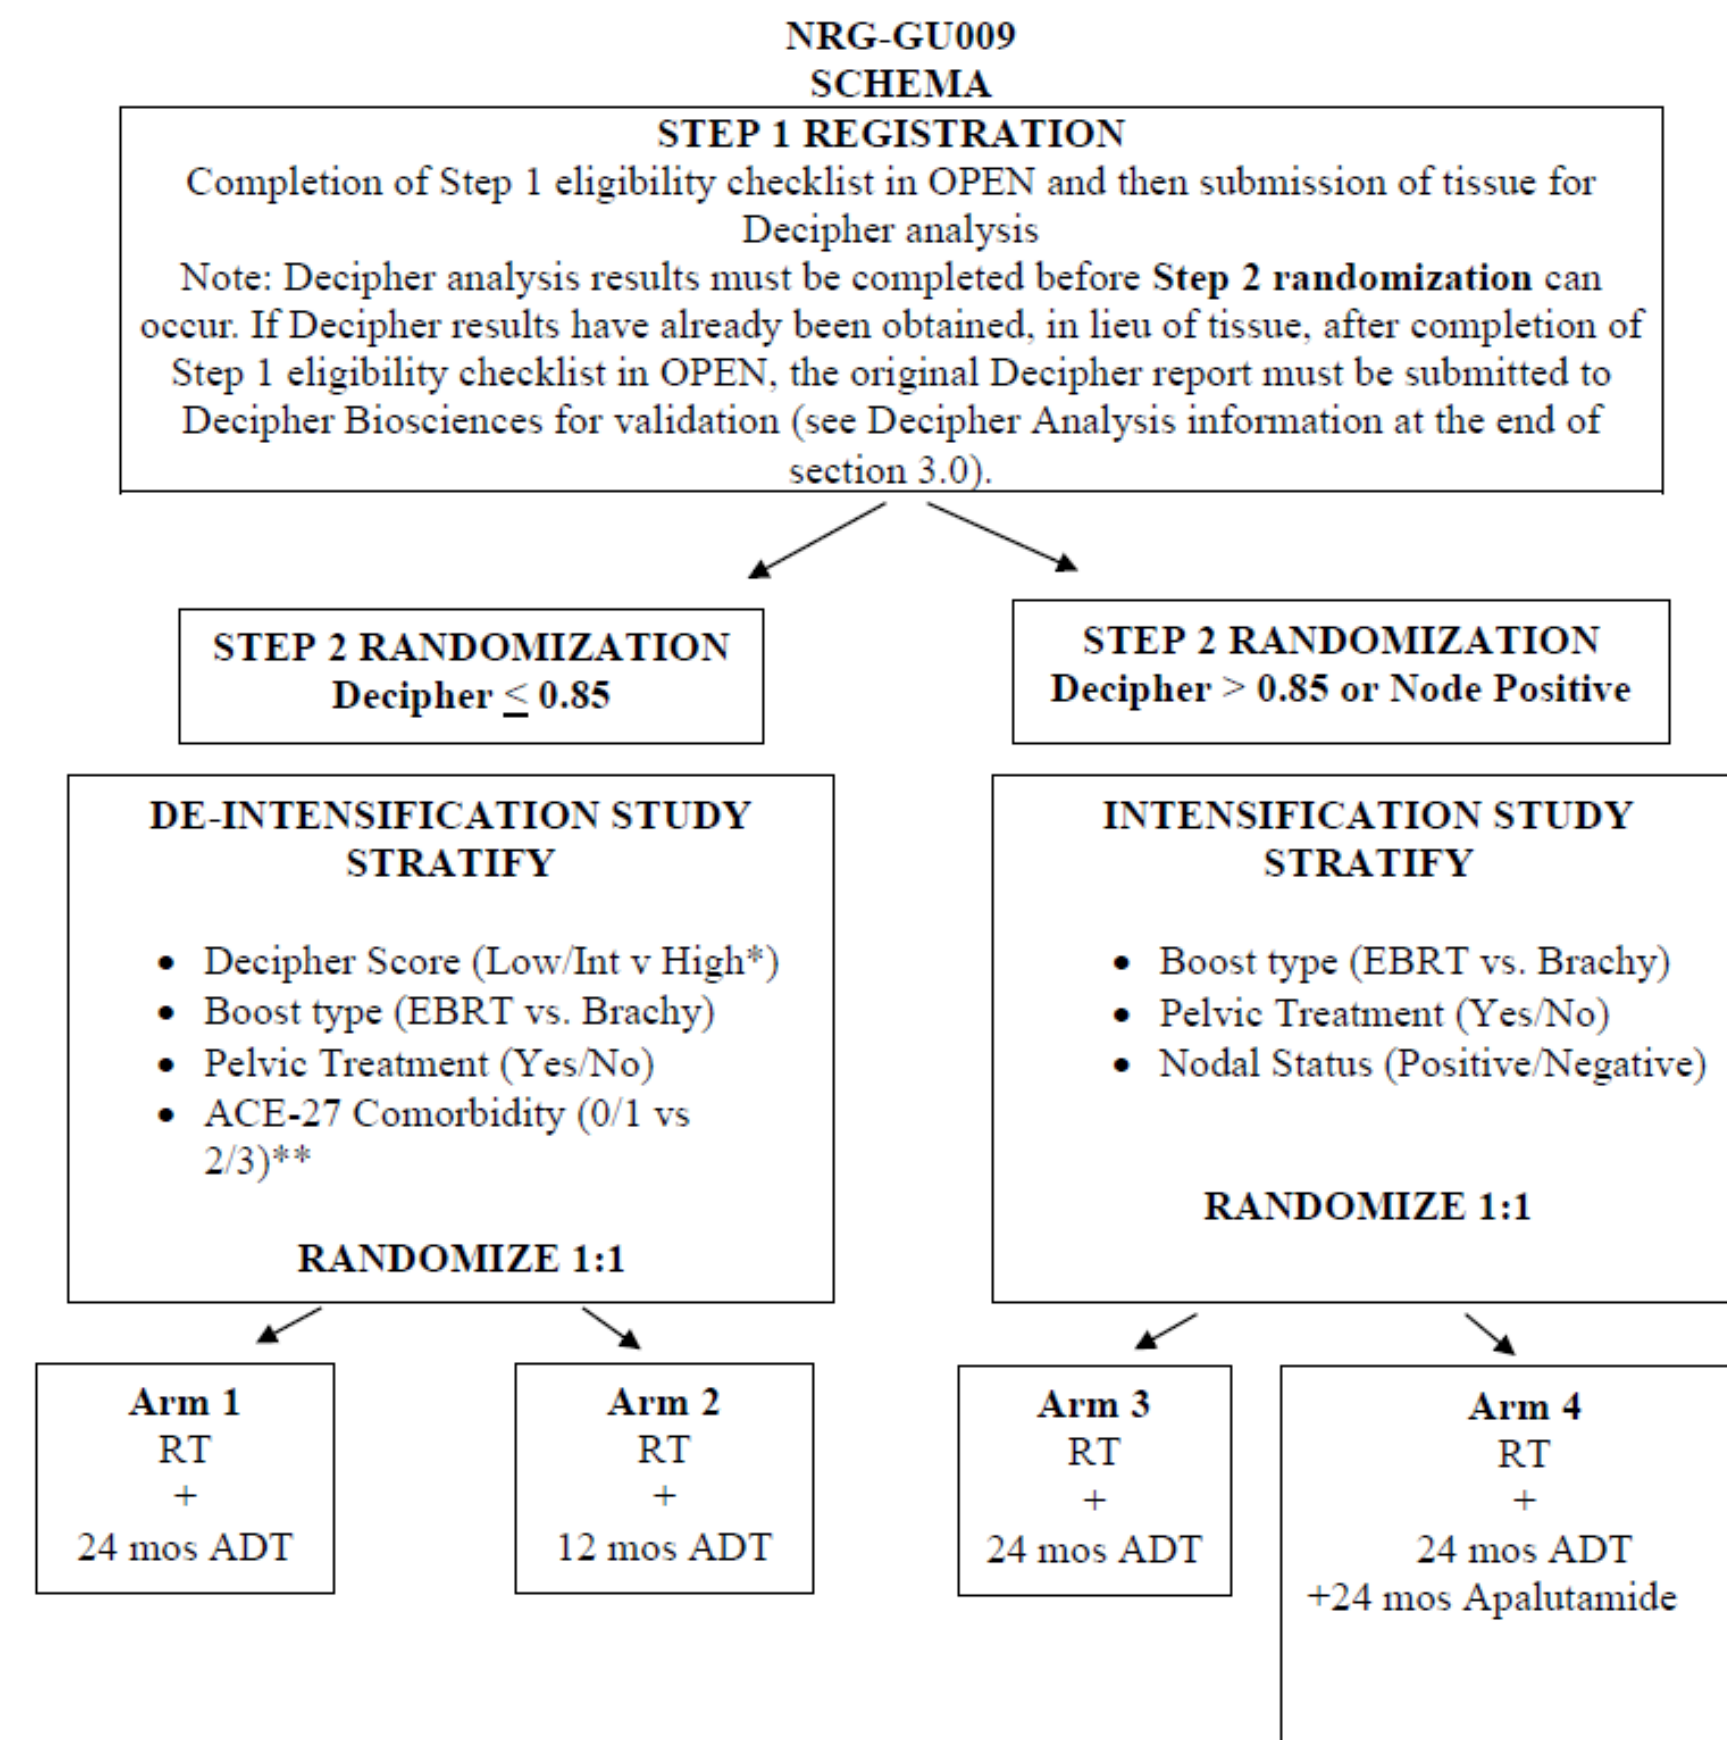 NRG-GU009
SCHEMA
STEP 1 REGISTRATION
Completion of Step 1 eligibility checklist in OPEN and then submission of tissue for
Decipher analysis
Note: Decipher analysis results must be completed before Step 2 randomization can
occur. If Decipher results have already been obtained, in lieu of tissue, after completion of
Step 1 eligibility checklist in OPEN, the original Decipher report must be submitted to
Decipher Biosciences for validation (see Decipher Analysis information at the end of
section 3.0).
STEP 2 RANDOMIZATION
Decipher ≤ 0.85
STEP 2 RANDOMIZATION
Decipher > 0.85 or Node Positive
DE-INTENSIFICATION STUDY
STRATIFY
• Decipher Score (Low/Int v High*)
• Boost type (EBRT vs. Brachy)
• Pelvic Treatment (Yes/No)
• ACE-27 Comorbidity (0/1 vs
2/3)**
RANDOMIZE 1:1
INTENSIFICATION STUDY
STRATIFY
• Boost type (EBRT vs. Brachy)
• Pelvic Treatment (Yes/No)
• Nodal Status (Positive/Negative)
RANDOMIZE 1:1
Arm 1
RT
+
24 mos ADT
Arm 2
RT
+
12 mos ADT
Arm 3
RT
+
24 mos ADT
Arm 4
RT
+
24 mos ADT
+24 mos Apalutamide